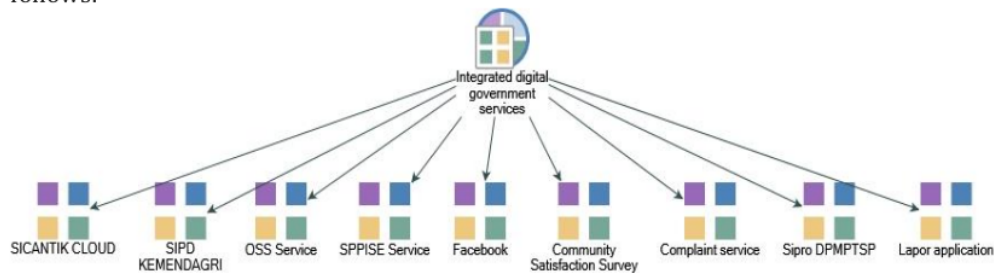 follows:
Integrated digital
government
services
SICANTIK CLOUD
SIPD
KEMENDAGRI
OSS Service
SPPISE Service
Facebook
Community
Satisfaction Survey
Complaint service
Sipro DPMPTSP
Lapor application